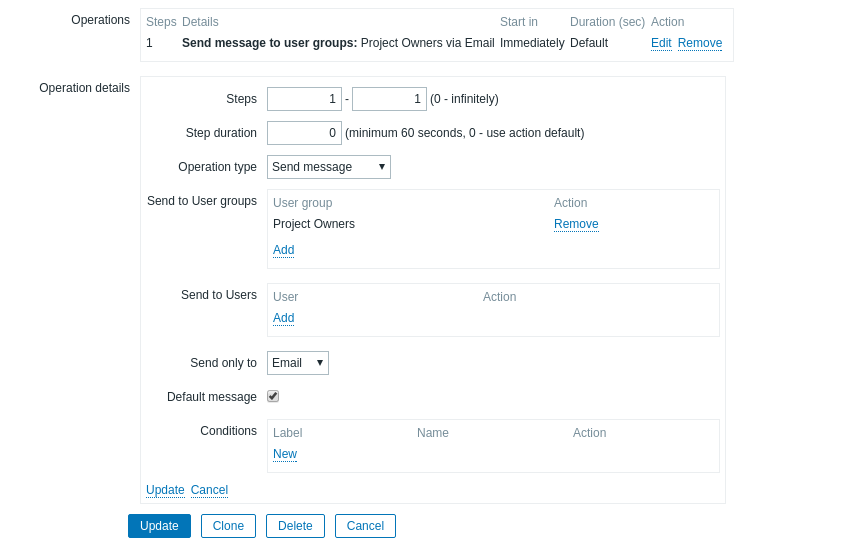 Operations
Steps Details Start in Duration (sec) Action
1 Send message to user groups: Project Owners via Email Immediately Default Edit Remove
Operation details
Steps 1 - 1 (0 - infinitely)
Step duration 0 (minimum 60 seconds, 0 - use action default)
Operation type Send message
Send to User groups User group Action
Project Owners Remove
Add
Send to Users User Action
Add
Send only to Email
Default message
Conditions Label Name Action
New
Update Cancel
Update Clone Delete Cancel